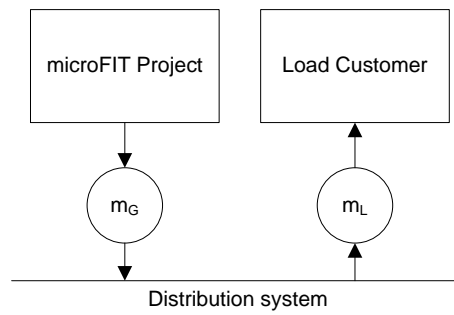 microFIT Project
Load Customer
mG
mL
Distribution system